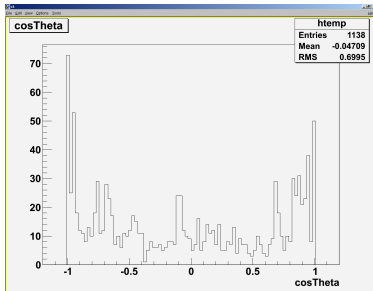 File Edit View Options Tools
cosTheta
htemp
Entries 1138
Mean -0.04709
RMS 0.6995
70
60
50
40
30
20
10
0
-1 -0.5 0 0.5 1
cosTheta